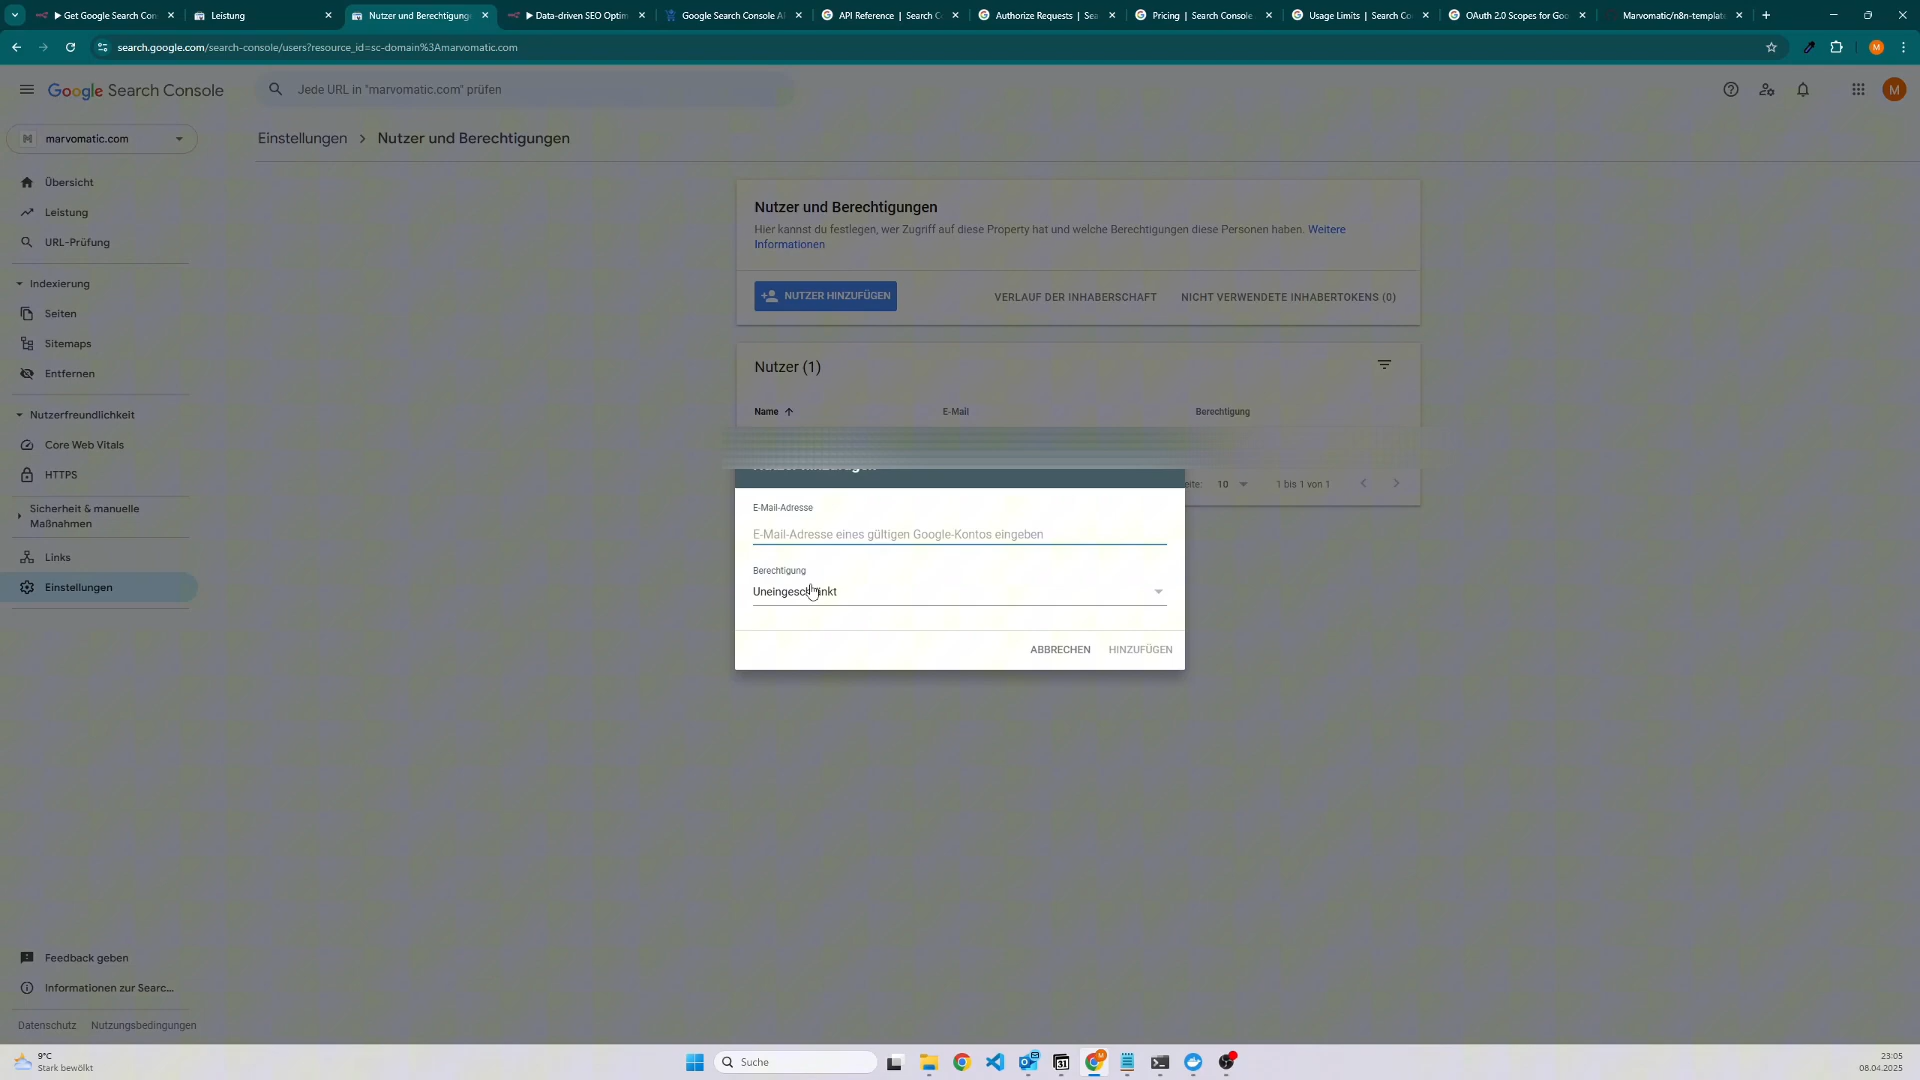 Get Google Search Con
Leistung
Nutzer und Berechtigung
Data-driven SEO Optim
Google Search Console A
API Reference | Search C
Authorize Requests | Sea
Pricing | Search Console
Usage Limits | Search Co
OAuth 2.0 Scopes for Goo
Marvomatic/n8n-templat
search.google.com/search-console/users?resource_id=sc-domain%3Amarvomatic.com
M
Google Search Console
Jede URL in "marvomatic.com" prüfen
M
marvomatic.com
Einstellungen > Nutzer und Berechtigungen
Übersicht
Leistung
URL-Prüfung
Indexierung
Seiten
Sitemaps
Entfernen
Nutzerfreundlichkeit
Core Web Vitals
HTTPS
Sicherheit & manuelle
Maßnahmen
Links
Einstellungen
Feedback geben
Informationen zur Searc...
Datenschutz Nutzungsbedingungen
Nutzer und Berechtigungen
Hier kannst du festlegen, wer Zugriff auf diese Property hat und welche Berechtigungen diese Personen haben. Weitere
Informationen
NUTZER HINZUFÜGEN
VERLAUF DER INHABERSCHAFT
NICHT VERWENDETE INHABERTOKENS (0)
Nutzer (1)
Name E-Mail Berechtigung
eite: 10 1 bis 1 von 1
E-Mail-Adresse
E-Mail-Adresse eines gültigen Google-Kontos eingeben
Berechtigung
ABBRECHEN HINZUFÜGEN
9°C
Stark bewölkt
Suche
31
23:05
08.04.2025